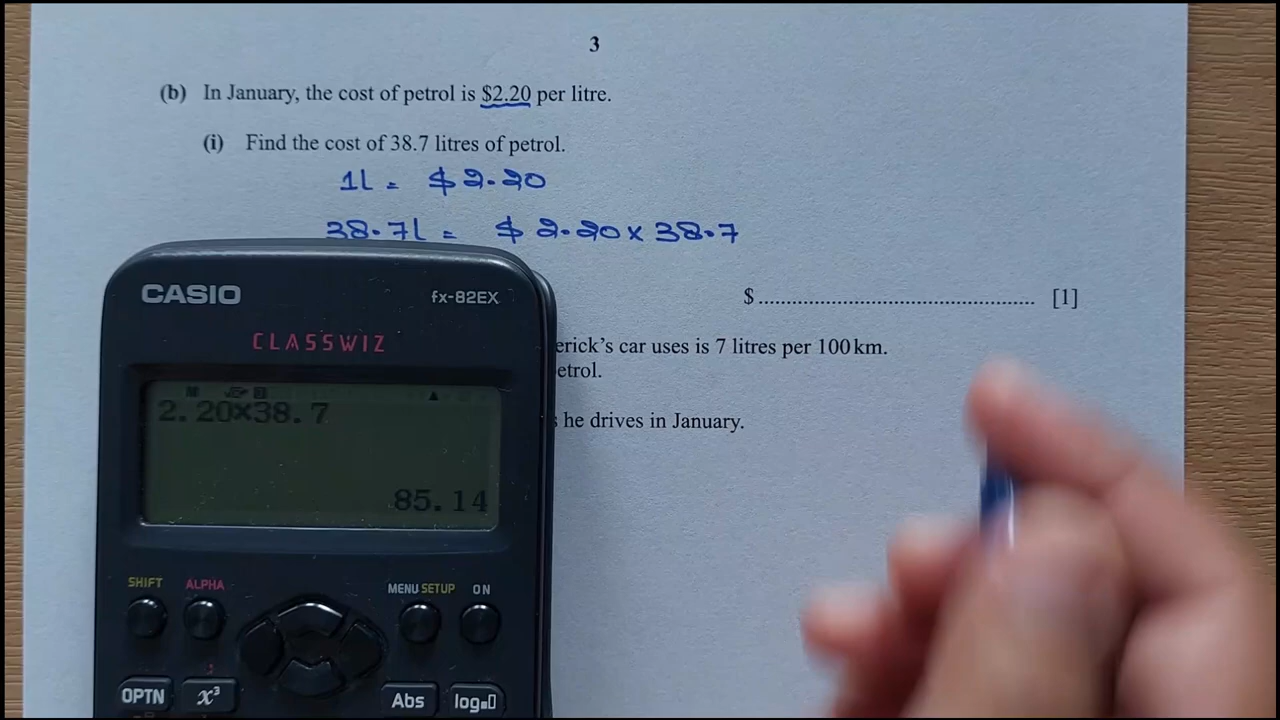 3
(b) In January, the cost of petrol is $2.20 per litre.
(i) Find the cost of 38.7 litres of petrol.
1L = $2.20
38.7L = $2.20 x 38.7
$ ........................................... [1]
erick's car uses is 7 litres per 100 km.
etrol.
he drives in January.
CASIO fx-82EX
CLASSWIZ
2.20×38.7
85.14
SHIFT ALPHA MENU SETUP ON
OPTN x³ Abs log